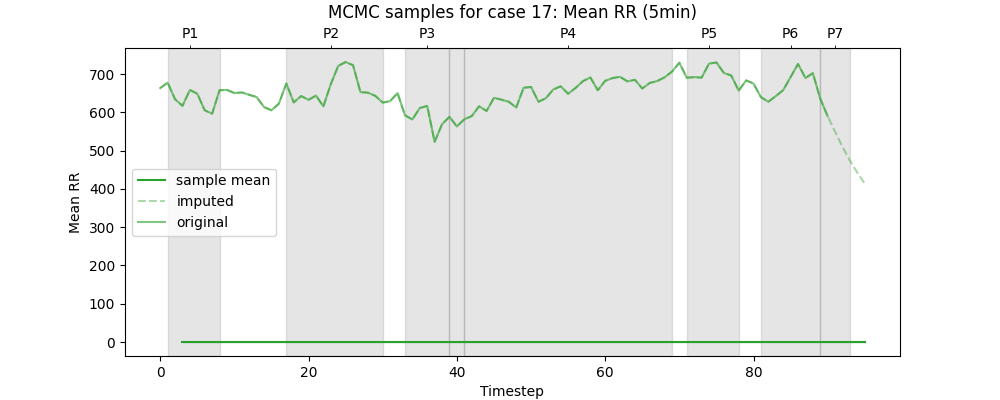 MCMC samples for case 17: Mean RR (5min)
P1 P2 P3 P4 P5 P6 P7
700
600
500
400
300
200
100
0
Mean RR
sample mean
imputed
original
0 20 40 60 80
Timestep